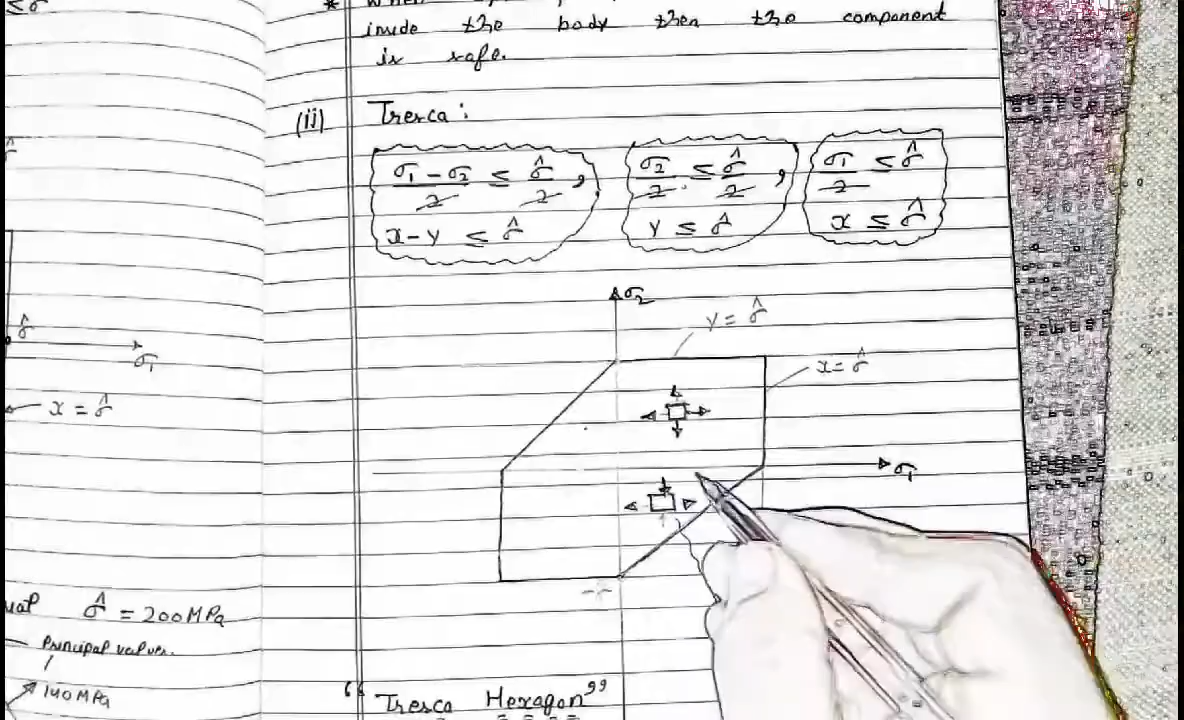 ≤ σ̂
inside the body then the component
is safe.
(ii) Tresca :
(σ1 − σ2)/2 ≤ σ̂/2 , σ2/2 ≤ σ̂/2 , σ1/2 ≤ σ̂
x − y ≤ σ̂ y ≤ σ̂ x ≤ σ̂
σ2
y = σ̂
x = σ̂
σ1
σ̂
σ1
x = σ̂
σ̂ = 200 MPa
Principal values.
140 MPa
"Tresca Hexagon"